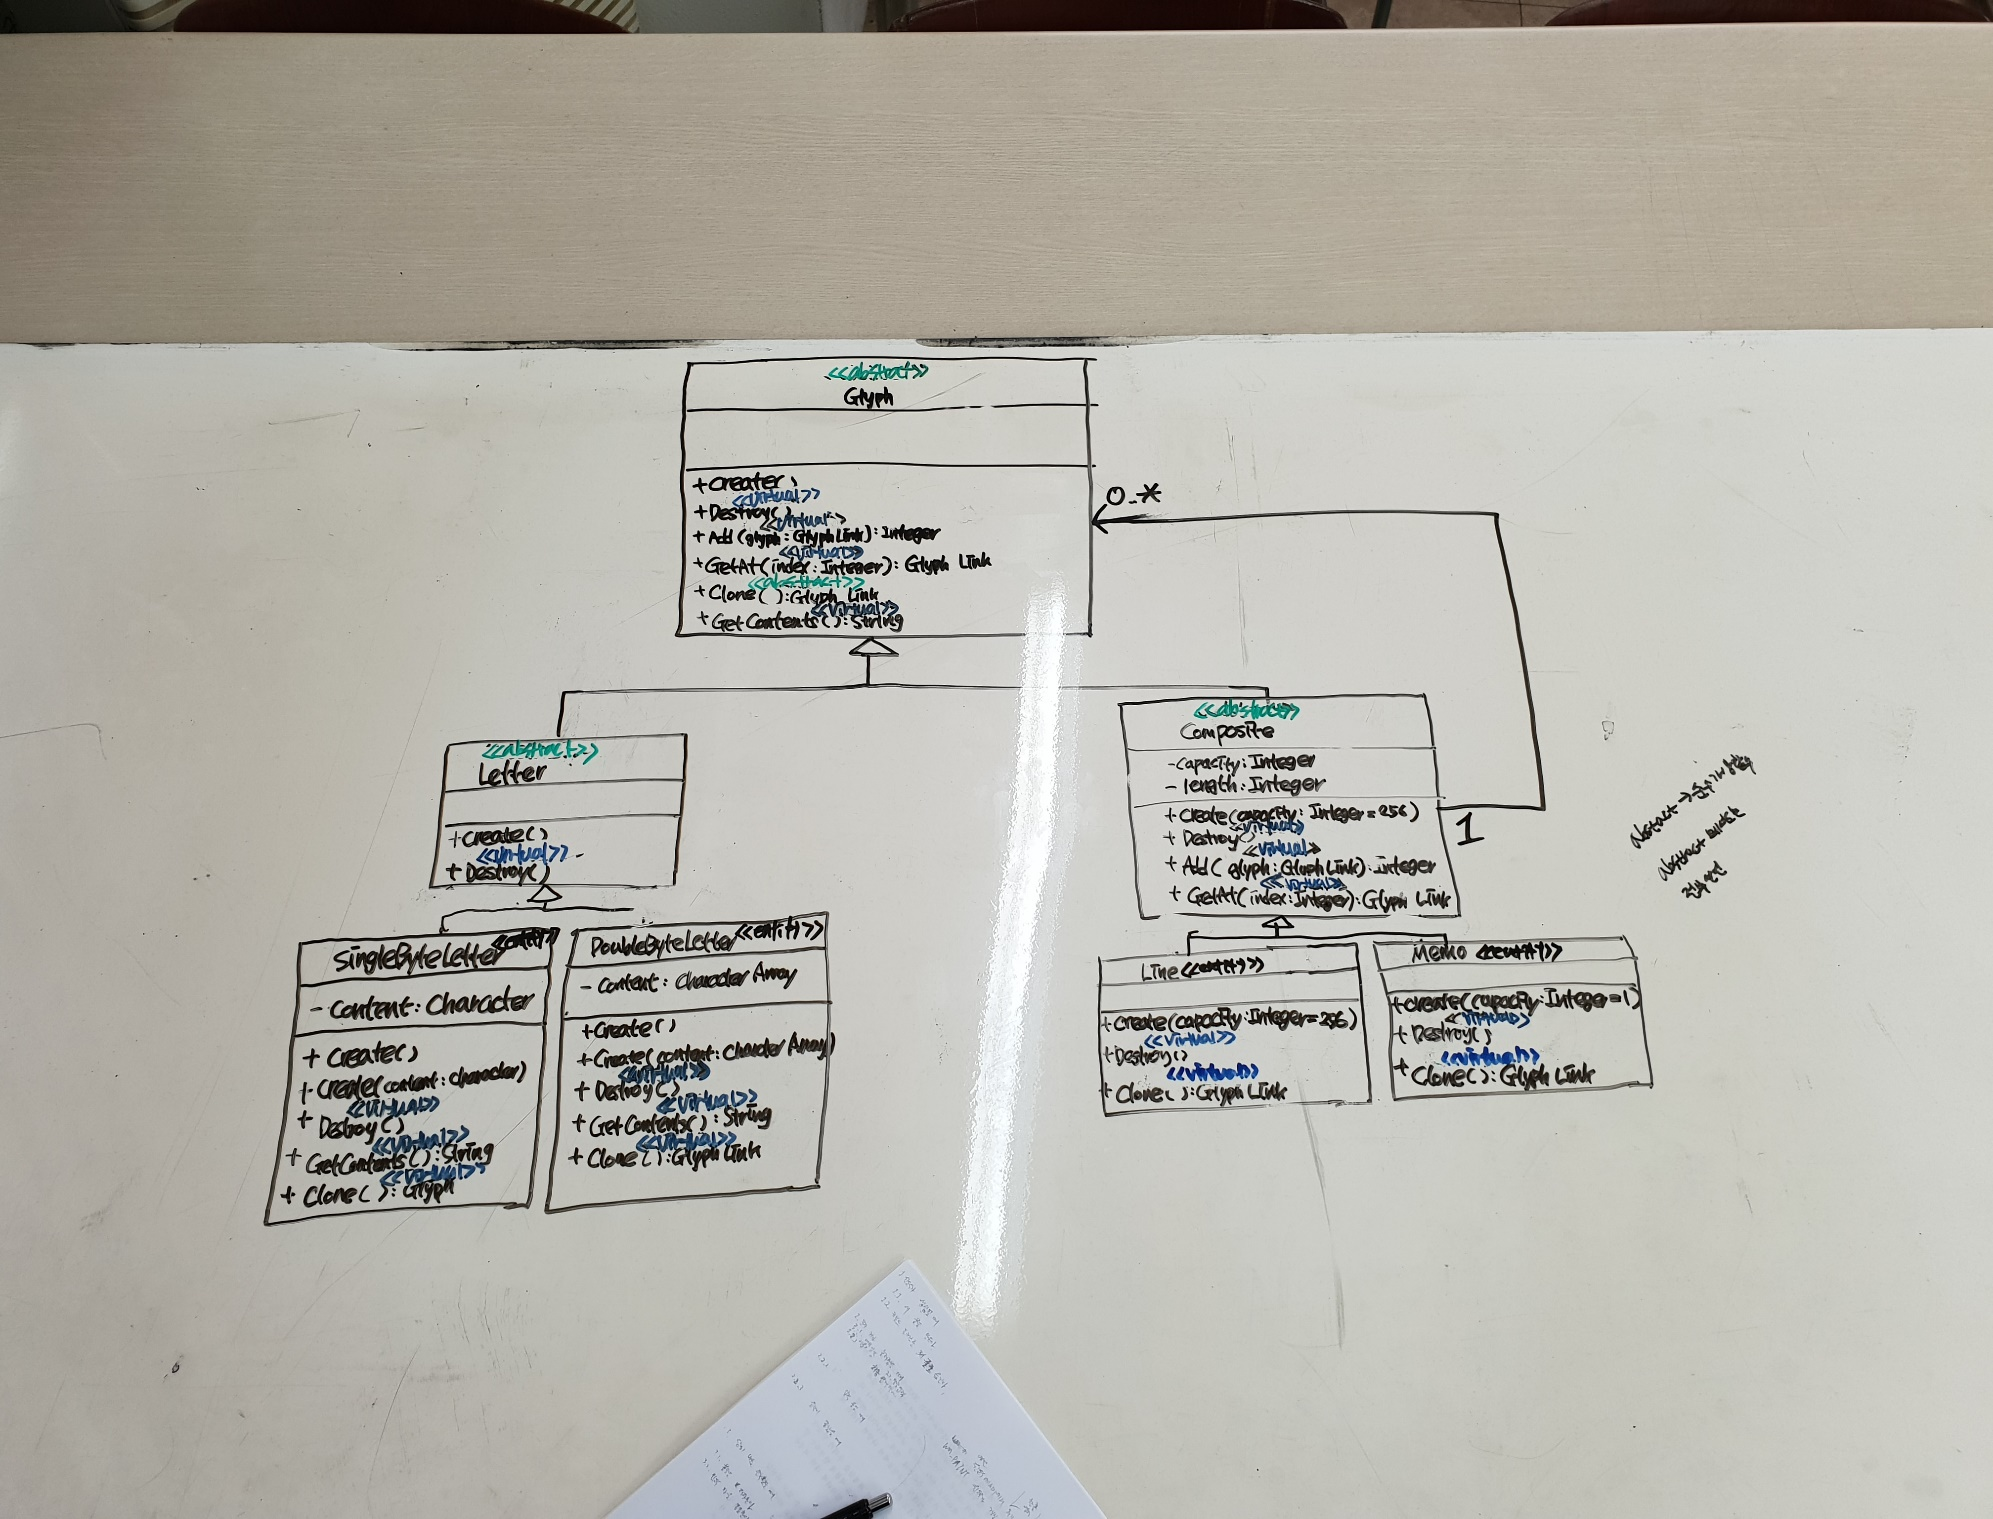 <<abstract>>
Glyph
+Create()
<<virtual>>
+Destroy()
<<virtual>>
+Add(glyph:Glyph Link):Integer
<<virtual>>
+GetAt(index:Integer):Glyph Link
<<abstract>>
+Clone():Glyph Link
<<virtual>>
+GetContents():String
0..*
<<abstract>>
Letter
+Create()
<<virtual>>
+Destroy()
<<abstract>>
Composite
-capacity:Integer
-length:Integer
+Create(capacity:Integer=256)
<<virtual>>
+Destroy()
<<virtual>>
+Add(glyph:Glyph Link):Integer
<<virtual>>
+GetAt(index:Integer):Glyph Link
1
SingleByteLetter<<entity>>
-Content:Character
+Create()
+Create(content:Character)
<<virtual>>
+Destroy()
<<virtual>>
+GetContents():String
<<virtual>>
+Clone():Glyph
DoubleByteLetter<<entity>>
-Content:Character Array
+Create()
+Create(content:Character Array)
<<virtual>>
+Destroy()
<<virtual>>
+GetContents():String
<<virtual>>
+Clone():Glyph Link
Line<<entity>>
+Create(capacity:Integer=256)
<<virtual>>
+Destroy()
<<virtual>>
+Clone():Glyph Link
Memo<<entity>>
+Create(capacity:Integer=1)
<<virtual>>
+Destroy()
<<virtual>>
+Clone():Glyph Link